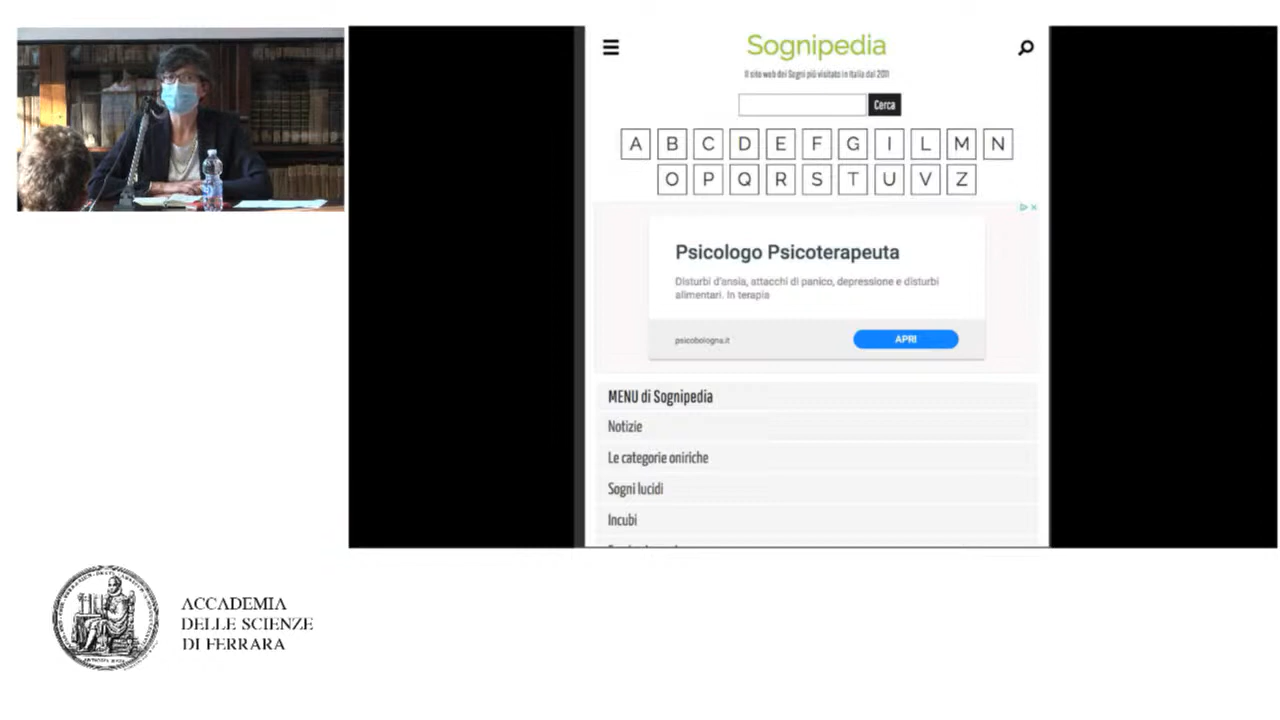 Sognipedia
Il sito web dei Sogni più visitato in Italia dal 2011
Cerca
A B C D E F G I L M N
O P Q R S T U V Z
Psicologo Psicoterapeuta
Disturbi d'ansia, attacchi di panico, depressione e disturbi
alimentari. In terapia
psicobologna.it
APRI
MENU di Sognipedia
Notizie
Le categorie oniriche
Sogni lucidi
Incubi
ACCADEMIA
DELLE SCIENZE
DI FERRARA